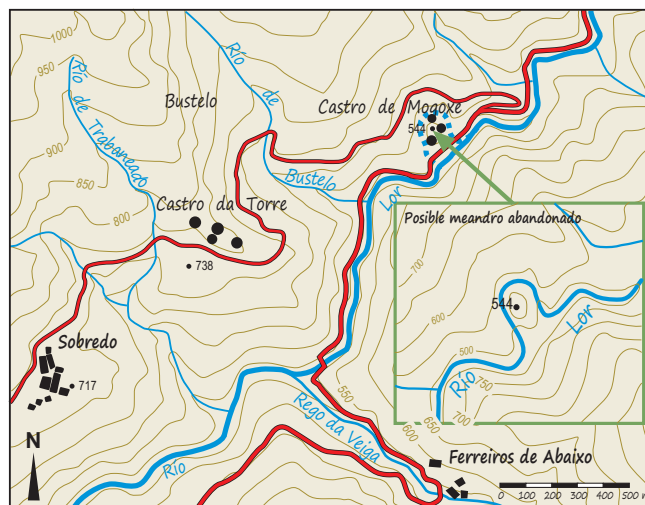 1000
950
Río
de
Trabaneado
Bustelo
Río
de
Bustelo
Castro de Mogoxe
544
900
850
800
Castro da Torre
738
Lor
Posible meandro abandonado
700
544
600
500
Lor
Río
750
650
700
Sobredo
717
N
550
Rego da Veiga
600
Río
Ferreiros de Abaixo
0 100 200 300 400 500 m